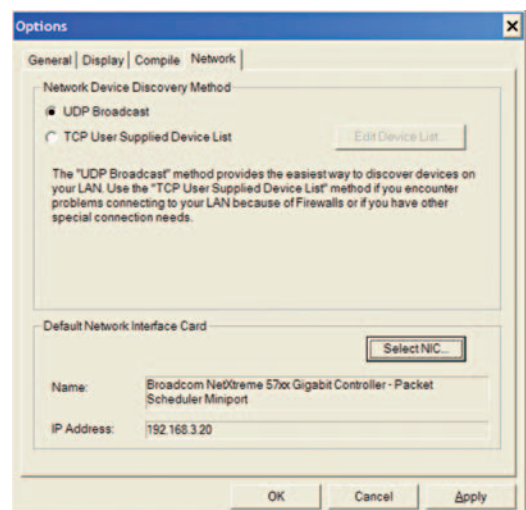 Options
General Display Compile Network
Network Device Discovery Method
UDP Broadcast
TCP User Supplied Device List
Edit Device List...
The "UDP Broadcast" method provides the easiest way to discover devices on
your LAN. Use the "TCP User Supplied Device List" method if you encounter
problems connecting to your LAN because of Firewalls or if you have other
special connection needs.
Default Network Interface Card
Select NIC...
Name:
Broadcom NetXtreme 57xx Gigabit Controller - Packet
Scheduler Miniport
IP Address:
192.168.3.20
OK Cancel Apply